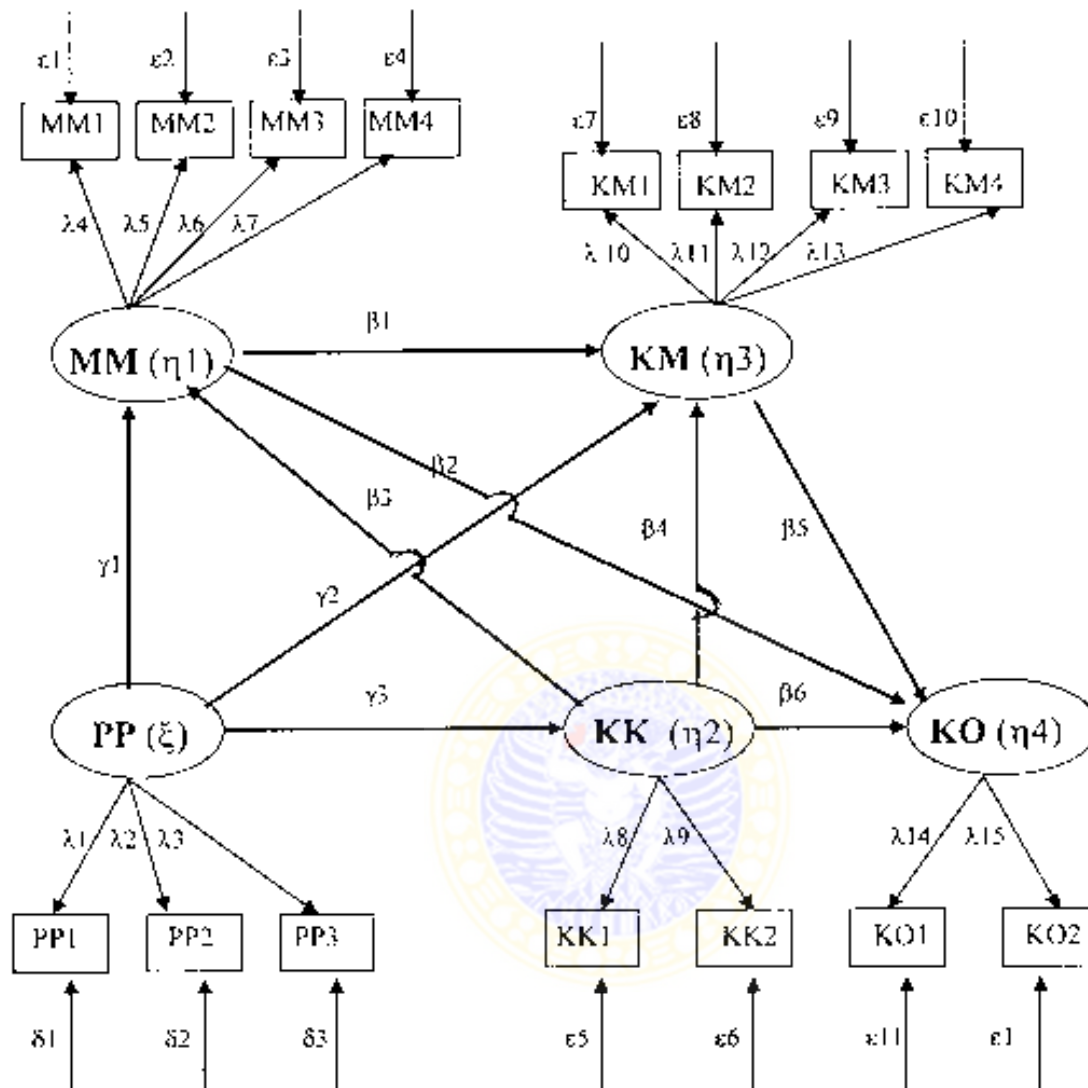 ε1 ε2 ε3 ε4
MM1 MM2 MM3 MM4
ε7 ε8 ε9 ε10
KM1 KM2 KM3 KM4
λ4 λ5 λ6 λ7
λ10 λ11 λ12 λ13
MM (η1) β1 KM (η3)
β2
β3 β4 β5
γ1 γ2
γ3 β6
PP (ξ) KK (η2) KO (η4)
λ1 λ2 λ3 λ8 λ9 λ14 λ15
PP1 PP2 PP3 KK1 KK2 KO1 KO2
δ1 δ2 δ3 ε5 ε6 ε11 ε1